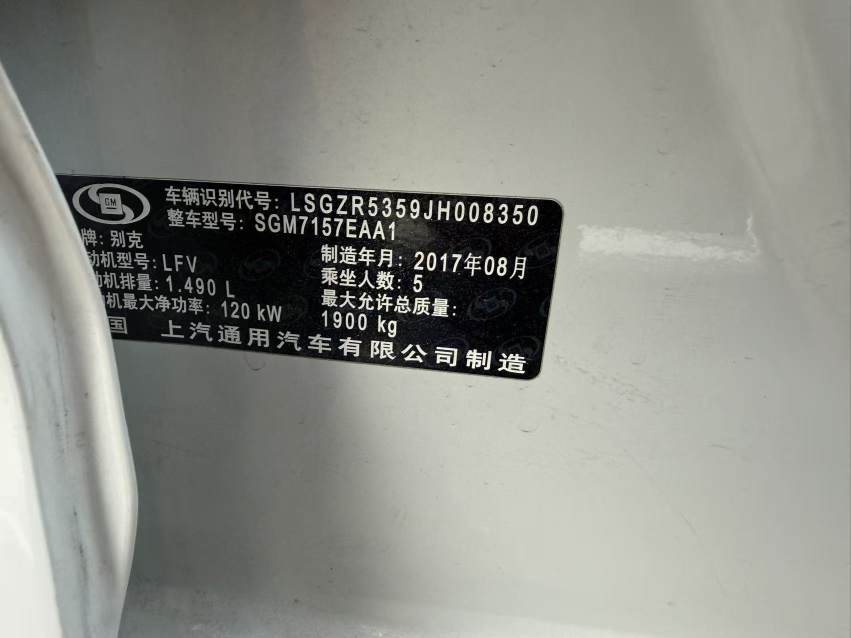 GM
车辆识别代号: LSGZR5359JH008350
整车型号: SGM7157EAA1
牌: 别克
制造年月: 2017年08月
动机型号: LFV
乘坐人数: 5
动机排量: 1.490 L
最大允许总质量:
机最大净功率: 120 kW
1900 kg
国
上汽通用汽车有限公司制造